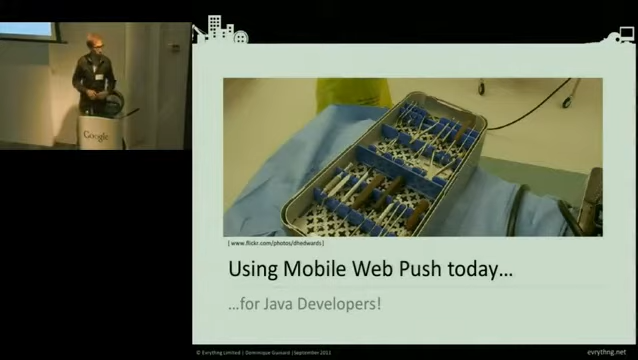 Google
[ www.flickr.com/photos/dhedwards]
Using Mobile Web Push today…
…for Java Developers!
© Evrythng Limited | Dominique Guinard |September 2011
evrythng.net